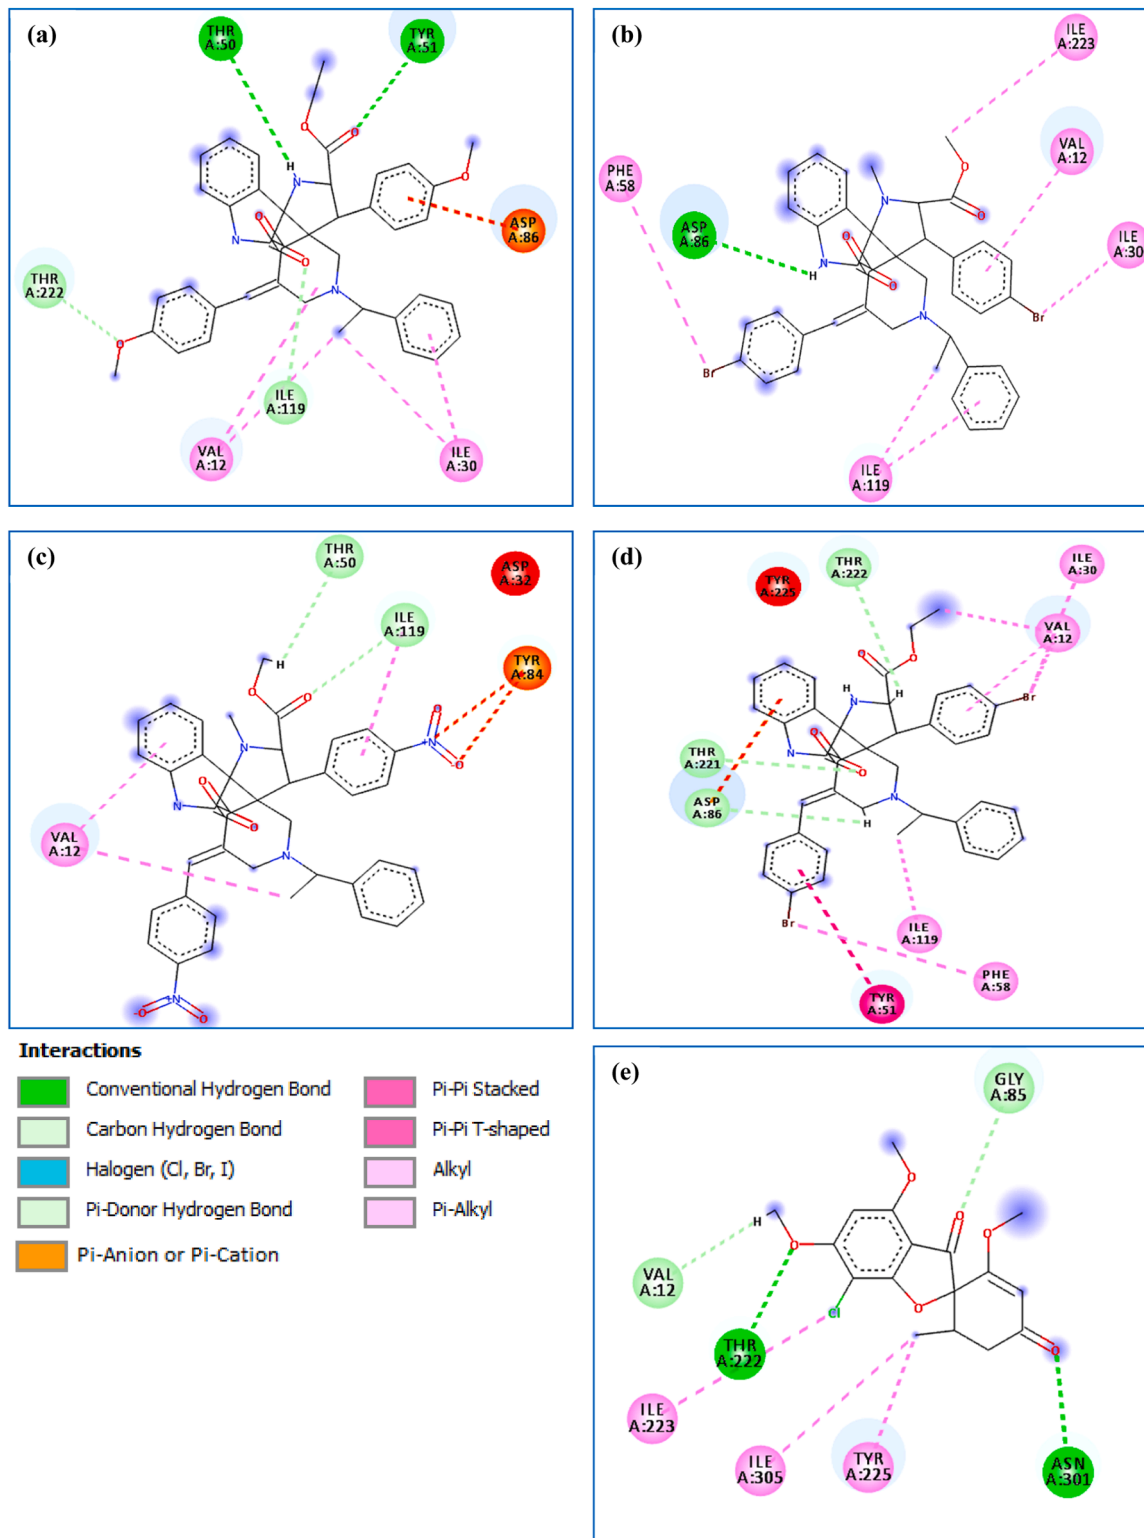 (a)
THR
A:50
TYR
A:51
O
O
O
H
N
O
N
O
ASP
A:86
THR
A:222
O
N
ILE
A:119
VAL
A:12
ILE
A:30
(b)
ILE
A:223
PHE
A:58
VAL
A:12
O
N
O
ASP
A:86
ILE
A:30
O
N
H
O
Br
N
Br
ILE
A:119
(c)
THR
A:50
ASP
A:32
ILE
A:119
H
O
O
TYR
A:84
O
+N
-O
N
O
N
O
VAL
A:12
N
+N
-O
O
(d)
THR
A:222
ILE
A:30
TYR
A:225
VAL
A:12
O
O
H
N
H
Br
O
N
THR
A:221
O
ASP
A:86
N
H
Br
ILE
A:119
PHE
A:58
TYR
A:51
Interactions
Conventional Hydrogen Bond
Carbon Hydrogen Bond
Halogen (Cl, Br, I)
Pi-Donor Hydrogen Bond
Pi-Anion or Pi-Cation
Pi-Pi Stacked
Pi-Pi T-shaped
Alkyl
Pi-Alkyl
(e)
GLY
A:85
O
H
O
O
O
VAL
A:12
Cl
O
O
THR
A:222
ILE
A:223
ILE
A:305
TYR
A:225
ASN
A:301